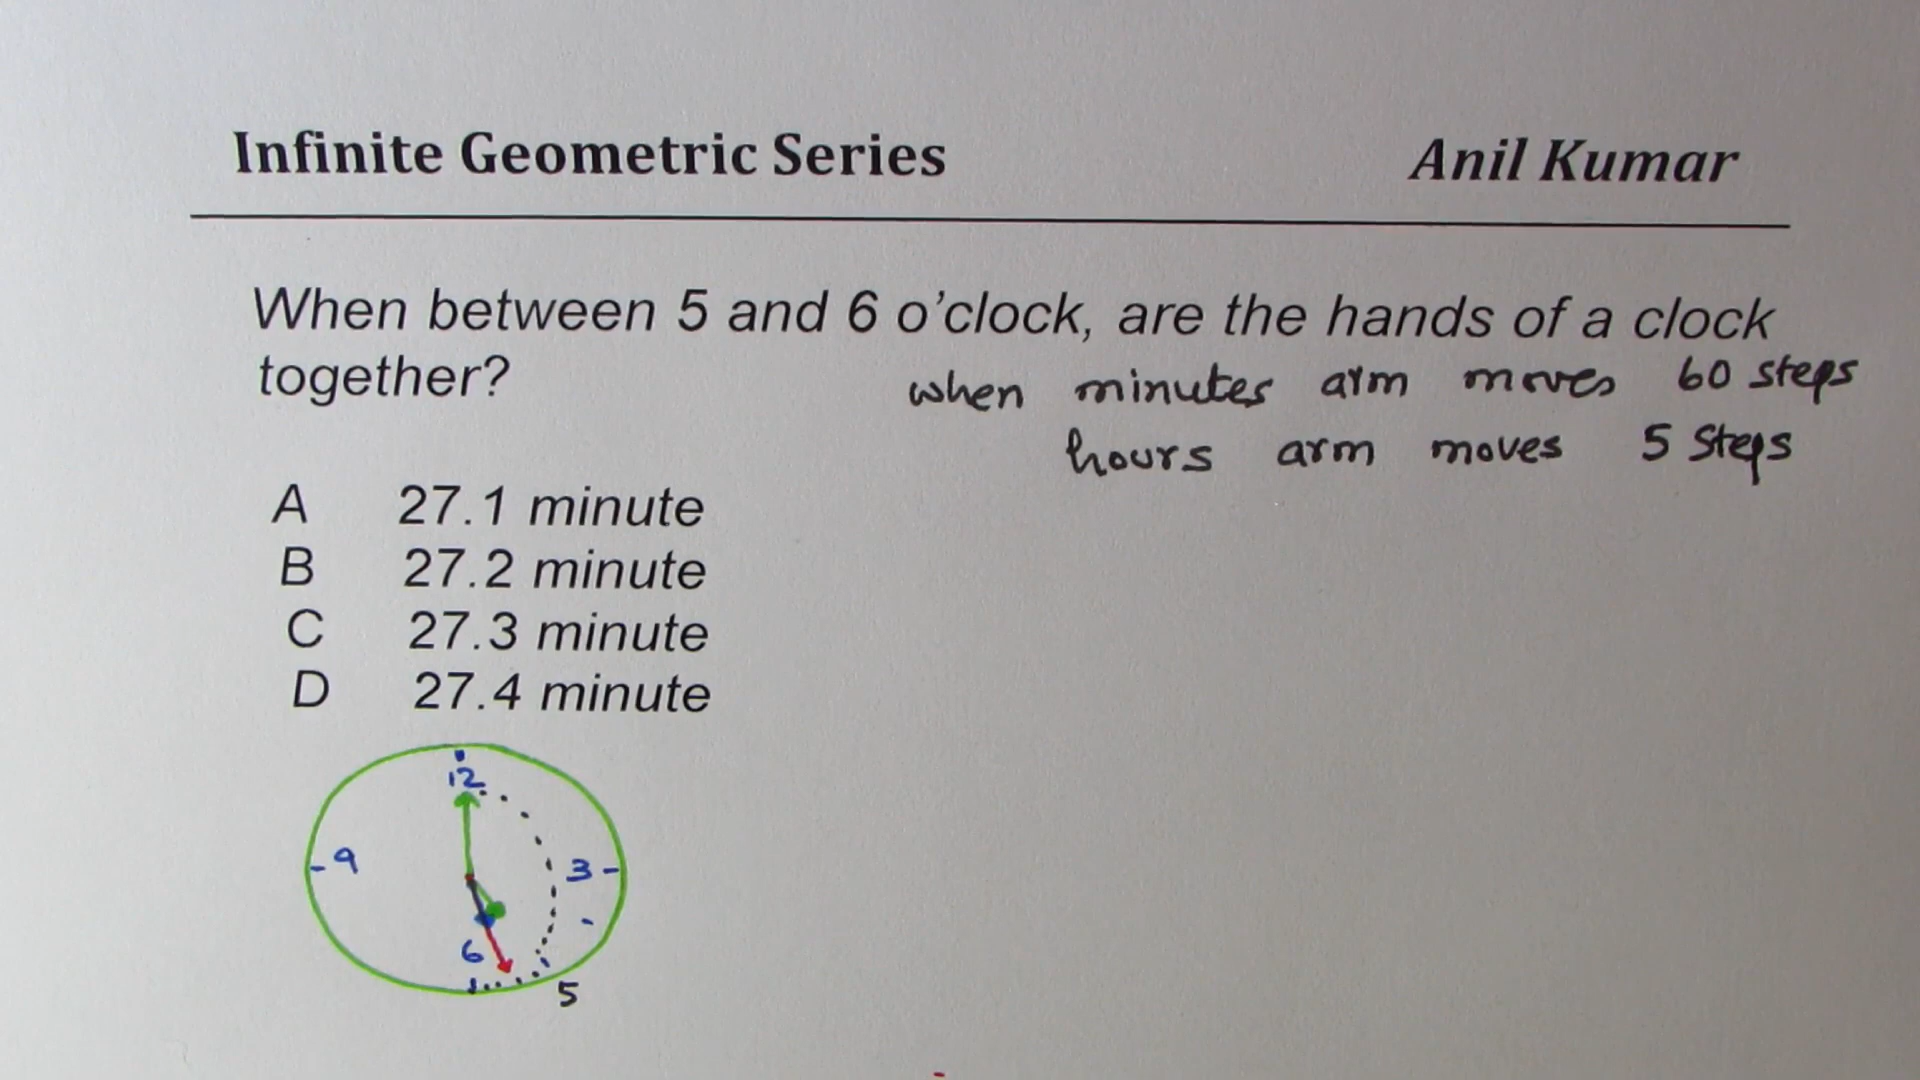 Infinite Geometric Series Anil Kumar
When between 5 and 6 o'clock, are the hands of a clock
together?
when minutes arm moves 60 steps
hours arm moves 5 Steps
A 27.1 minute
B 27.2 minute
C 27.3 minute
D 27.4 minute
12
9 3
6
5